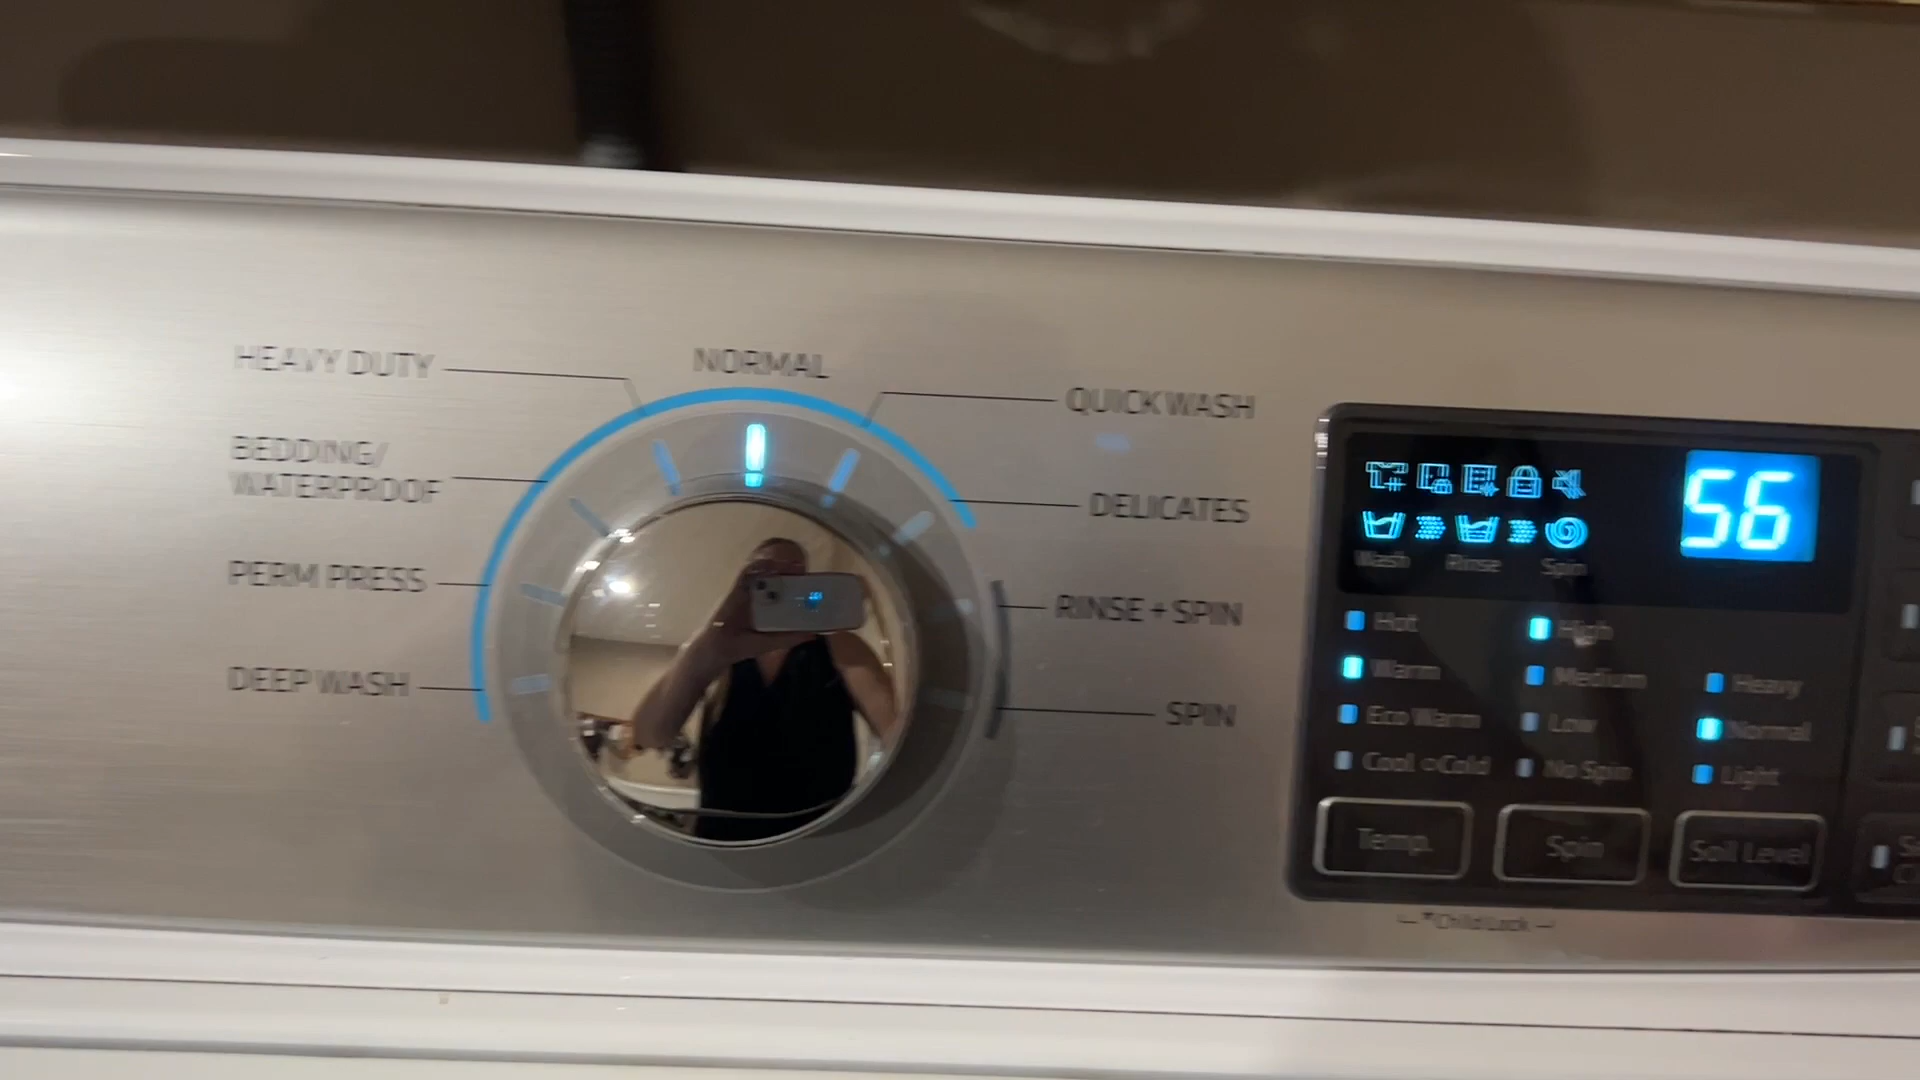 HEAVY DUTY
NORMAL
QUICK WASH
BEDDING/
WATERPROOF
DELICATES
PERM PRESS
RINSE + SPIN
DEEP WASH
SPIN
56
Wash Rinse Spin
Hot High
Warm Medium Heavy
Eco Warm Low Normal
Cool Cold No Spin Light
Temp. Spin Soil Level
*Child Lock